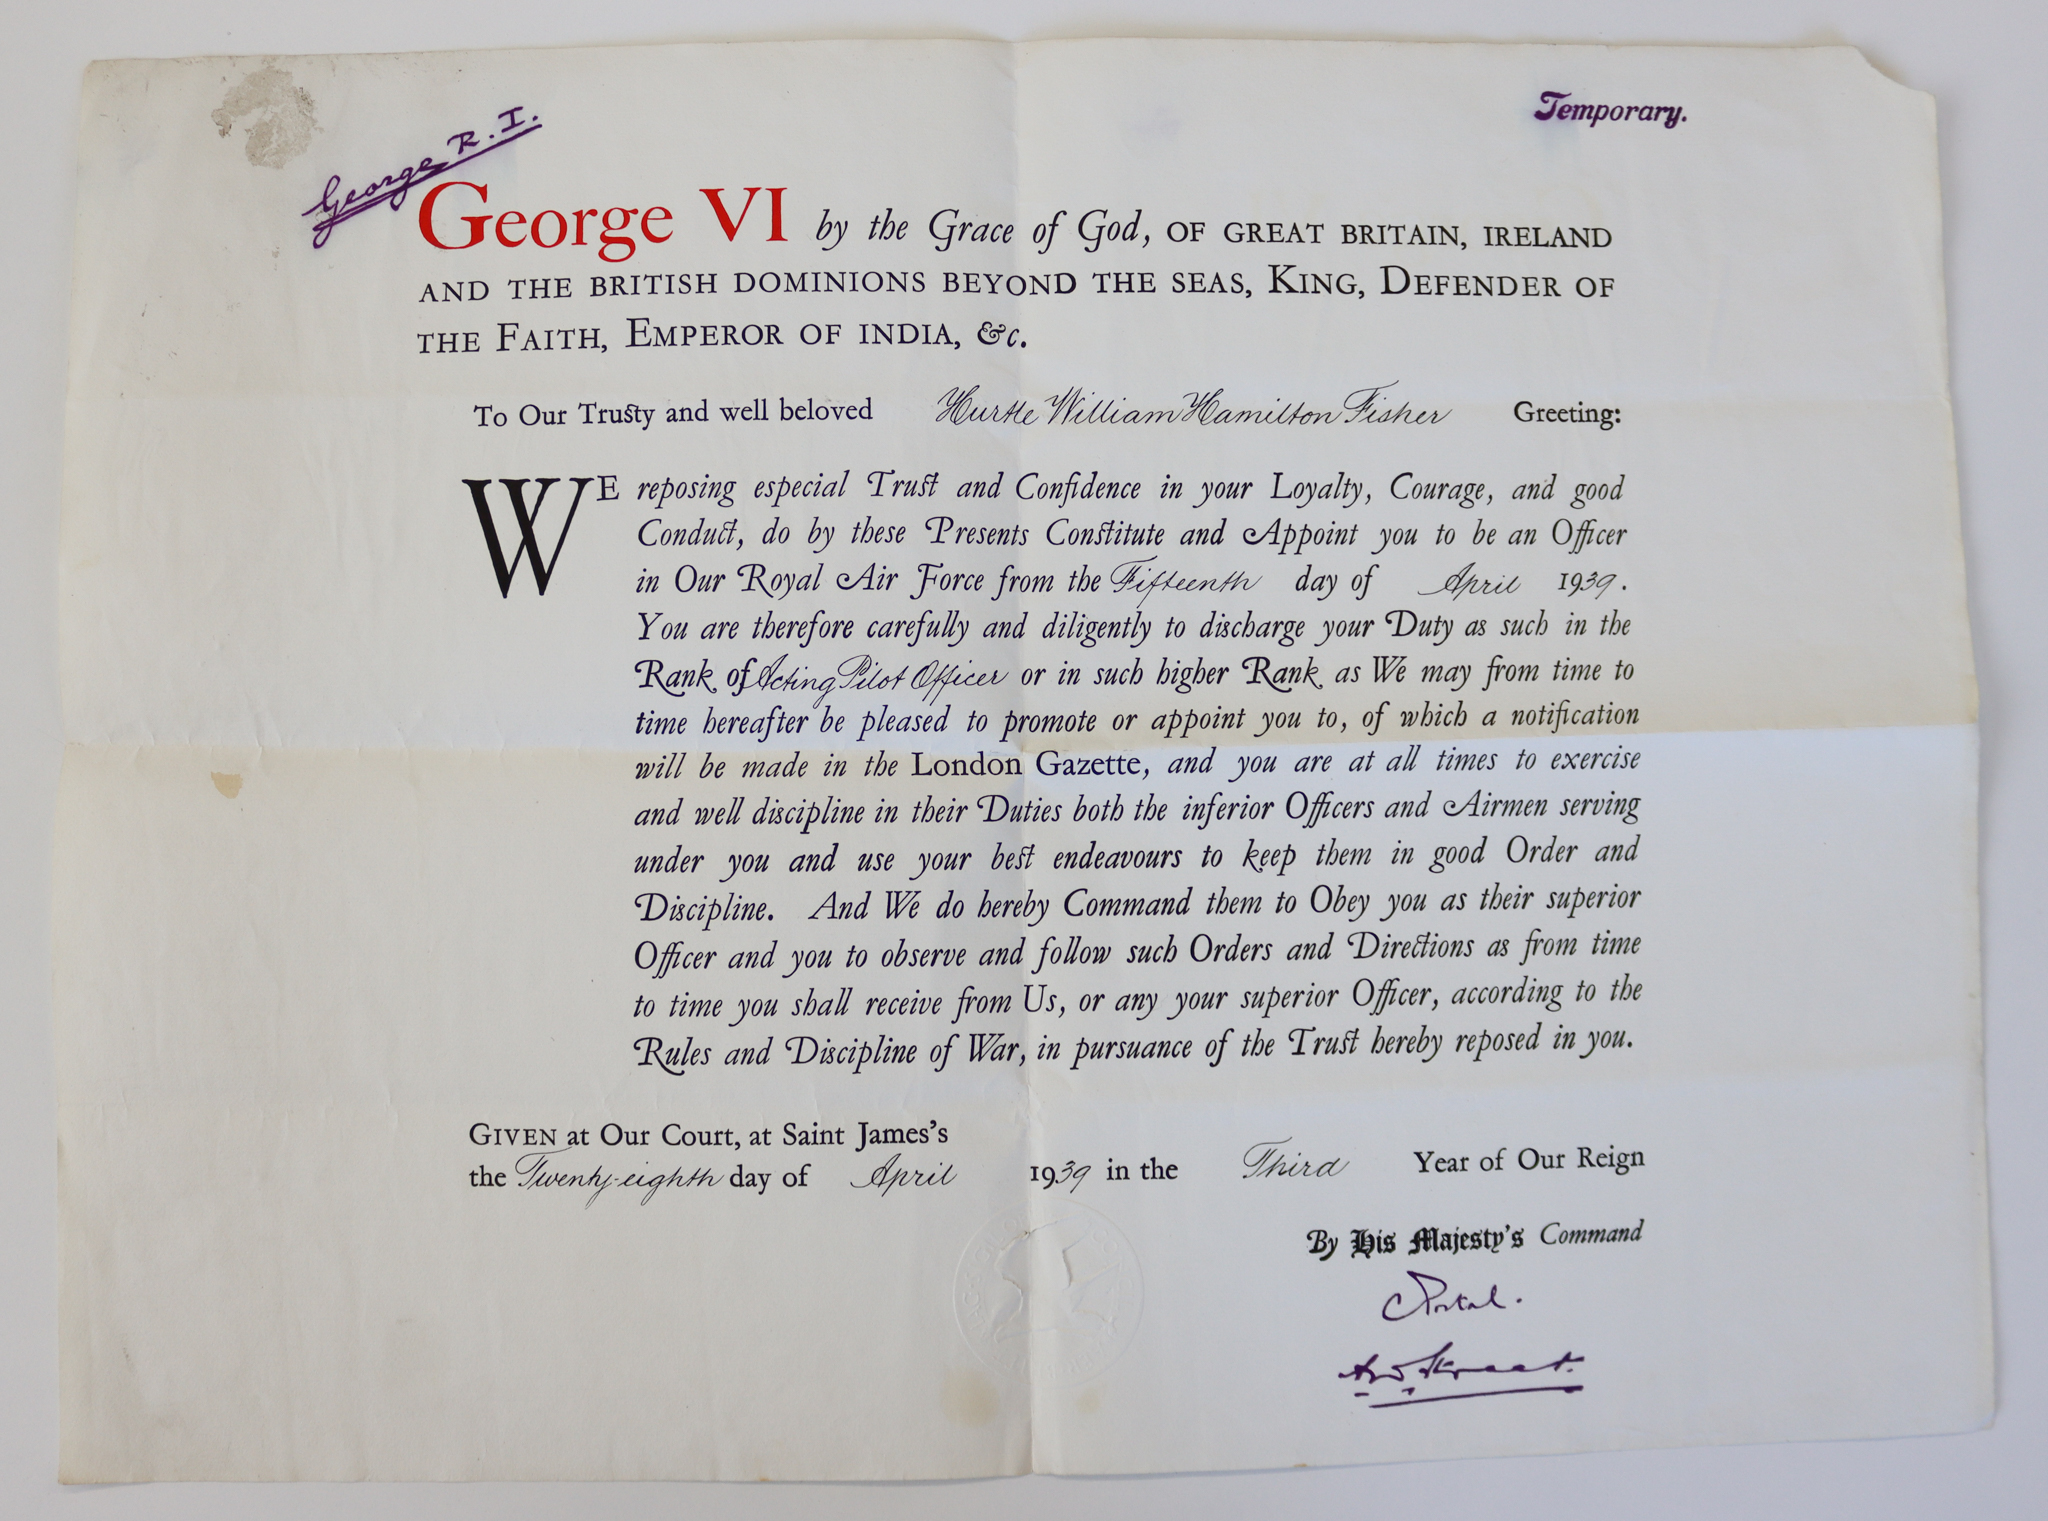 Temporary.
George R.I.
George VI by the Grace of God, OF GREAT BRITAIN, IRELAND
AND THE BRITISH DOMINIONS BEYOND THE SEAS, KING, DEFENDER OF
THE FAITH, EMPEROR OF INDIA, &c.
To Our Trusty and well beloved Hurtle William Hamilton Fisher Greeting:
WE reposing especial Trust and Confidence in your Loyalty, Courage, and good
Conduct, do by these Presents Constitute and Appoint you to be an Officer
in Our Royal Air Force from the Fifteenth day of April 1939.
You are therefore carefully and diligently to discharge your Duty as such in the
Rank of Acting Pilot Officer or in such higher Rank as We may from time to
time hereafter be pleased to promote or appoint you to, of which a notification
will be made in the London Gazette, and you are at all times to exercise
and well discipline in their Duties both the inferior Officers and Airmen serving
under you and use your best endeavours to keep them in good Order and
Discipline. And We do hereby Command them to Obey you as their superior
Officer and you to observe and follow such Orders and Directions as from time
to time you shall receive from Us, or any your superior Officer, according to the
Rules and Discipline of War, in pursuance of the Trust hereby reposed in you.
GIVEN at Our Court, at Saint James's
the Twenty-eighth day of April 1939 in the Third Year of Our Reign
By His Majesty's Command
CPortal.
A W Street.